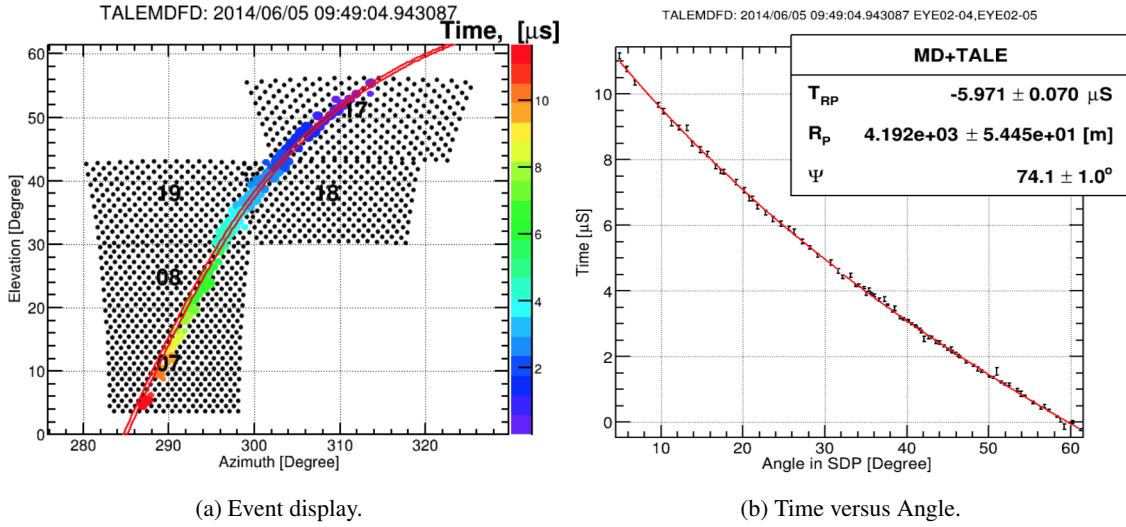 TALEMDFD: 2014/06/05 09:49:04.943087
Time, [μs]
Elevation [Degree]
60
50
40
30
20
10
0
17
19
18
08
07
280
290
300
310
320
Azimuth [Degree]
10
8
6
4
2
(a) Event display.
TALEMDFD: 2014/06/05 09:49:04.943087 EYE02-04,EYE02-05
MD+TALE
T_RP -5.971 ± 0.070 μS
R_P 4.192e+03 ± 5.445e+01 [m]
Ψ 74.1 ± 1.0°
Time [μS]
10
8
6
4
2
0
10
20
30
40
50
60
Angle in SDP [Degree]
(b) Time versus Angle.